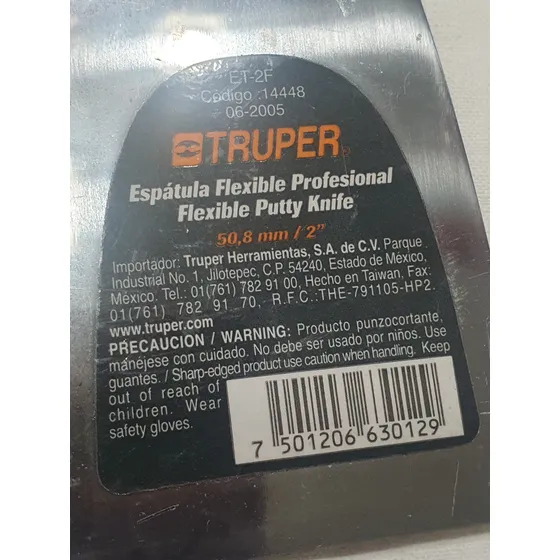 ET-2F
Código :14448
06-2005
TRUPER
Espátula Flexible Profesional
Flexible Putty Knife
50,8 mm / 2"
Importador: Truper Herramientas, S.A. de C.V. Parque
Industrial No. 1, Jilotepec, C.P. 54240, Estado de México,
México, Tel.: 01(761) 782 91 00, Hecho en Taiwan, Fax:
01(761) 782 91 70, R.F.C.:THE-791105-HP2.
www.truper.com
PRECAUCION / WARNING: Producto punzocortante,
manéjese con cuidado. No debe ser usado por niños. Use
guantes. / Sharp-edged product use caution when handling. Keep
out of reach of
children. Wear
safety gloves.
7 501206 630129